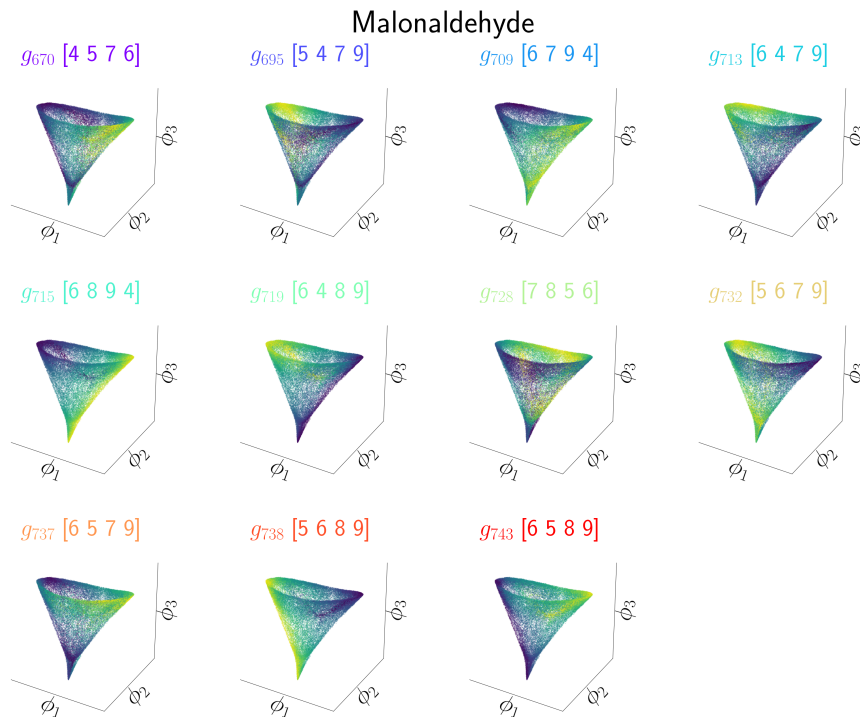 Malonaldehyde
g670 [4 5 7 6] g695 [5 4 7 9] g709 [6 7 9 4] g713 [6 4 7 9]
ϕ3 ϕ3 ϕ3 ϕ3
ϕ1 ϕ2 ϕ1 ϕ2 ϕ1 ϕ2 ϕ1 ϕ2
g715 [6 8 9 4] g719 [6 4 8 9] g728 [7 8 5 6] g732 [5 6 7 9]
ϕ3 ϕ3 ϕ3 ϕ3
ϕ1 ϕ2 ϕ1 ϕ2 ϕ1 ϕ2 ϕ1 ϕ2
g737 [6 5 7 9] g738 [5 6 8 9] g743 [6 5 8 9]
ϕ3 ϕ3 ϕ3
ϕ1 ϕ2 ϕ1 ϕ2 ϕ1 ϕ2